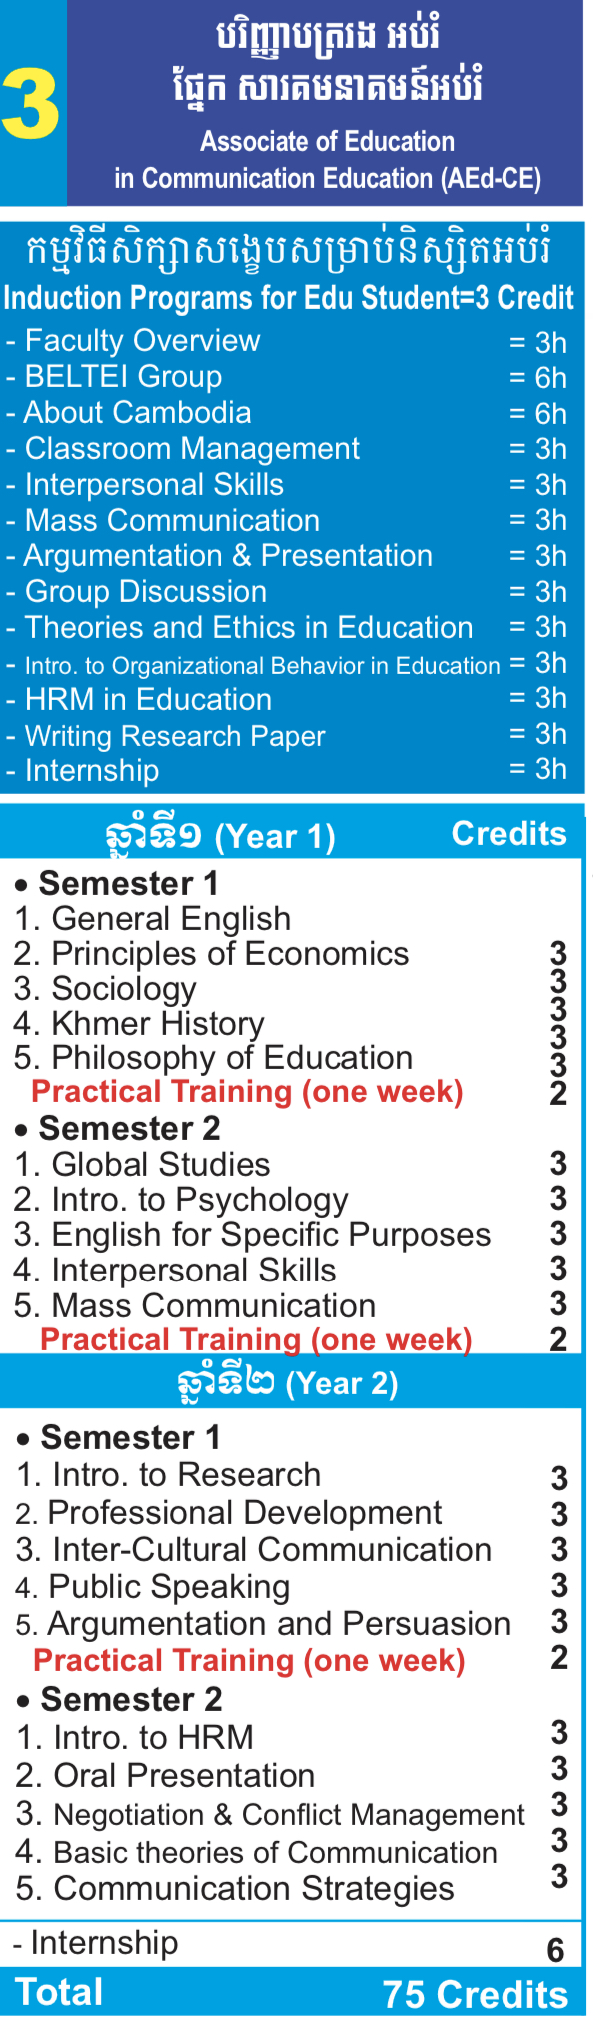 3
បរិញ្ញាបត្ររង អប់រំ
ផ្នែក សារគមនាគមន៍អប់រំ
Associate of Education
in Communication Education (AEd-CE)
កម្មវិធីសិក្សាសង្ខេបសម្រាប់និស្សិតអប់រំ
Induction Programs for Edu Student=3 Credit
- Faculty Overview = 3h
- BELTEI Group = 6h
- About Cambodia = 6h
- Classroom Management = 3h
- Interpersonal Skills = 3h
- Mass Communication = 3h
- Argumentation & Presentation = 3h
- Group Discussion = 3h
- Theories and Ethics in Education = 3h
- Intro. to Organizational Behavior in Education = 3h
- HRM in Education = 3h
- Writing Research Paper = 3h
- Internship = 3h
ឆ្នាំទី១ (Year 1) Credits
• Semester 1
1. General English
2. Principles of Economics 3
3. Sociology 3
4. Khmer History 3
3
5. Philosophy of Education 3
Practical Training (one week) 2
• Semester 2
1. Global Studies 3
2. Intro. to Psychology 3
3. English for Specific Purposes 3
4. Interpersonal Skills 3
5. Mass Communication 3
Practical Training (one week) 2
ឆ្នាំទី២ (Year 2)
• Semester 1
1. Intro. to Research 3
2. Professional Development 3
3. Inter-Cultural Communication 3
4. Public Speaking 3
5. Argumentation and Persuasion 3
Practical Training (one week) 2
• Semester 2
1. Intro. to HRM 3
2. Oral Presentation 3
3. Negotiation & Conflict Management 3
4. Basic theories of Communication 3
5. Communication Strategies 3
- Internship 6
Total 75 Credits